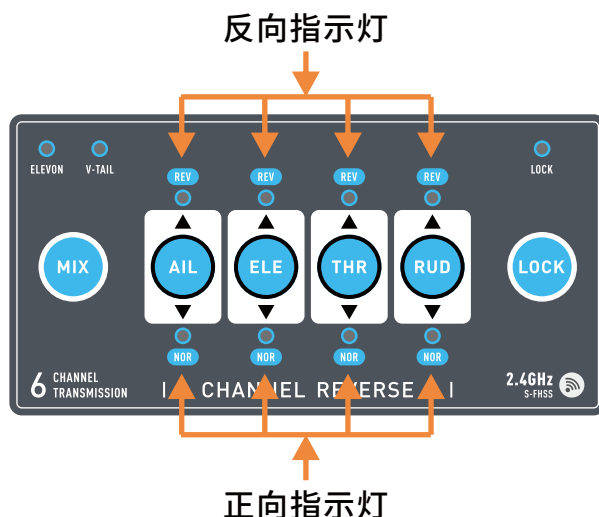 反向指示灯
ELEVON V-TAIL REV REV REV REV LOCK
MIX AIL ELE THR RUD LOCK
NOR NOR NOR NOR
6 CHANNEL TRANSMISSION
CHANNEL REVERSE
2.4GHz
S-FHSS
正向指示灯